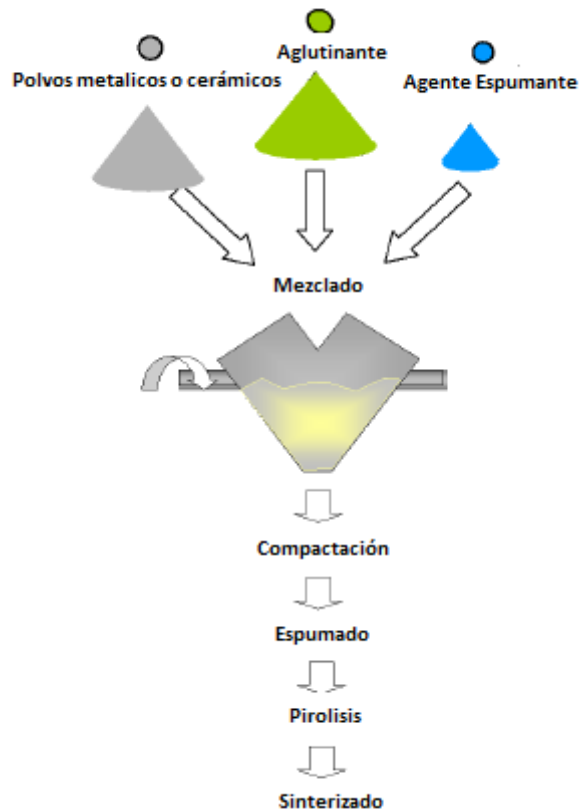 Polvos metalicos o cerámicos
Aglutinante
Agente Espumante
Mezclado
Compactación
Espumado
Pirolisis
Sinterizado